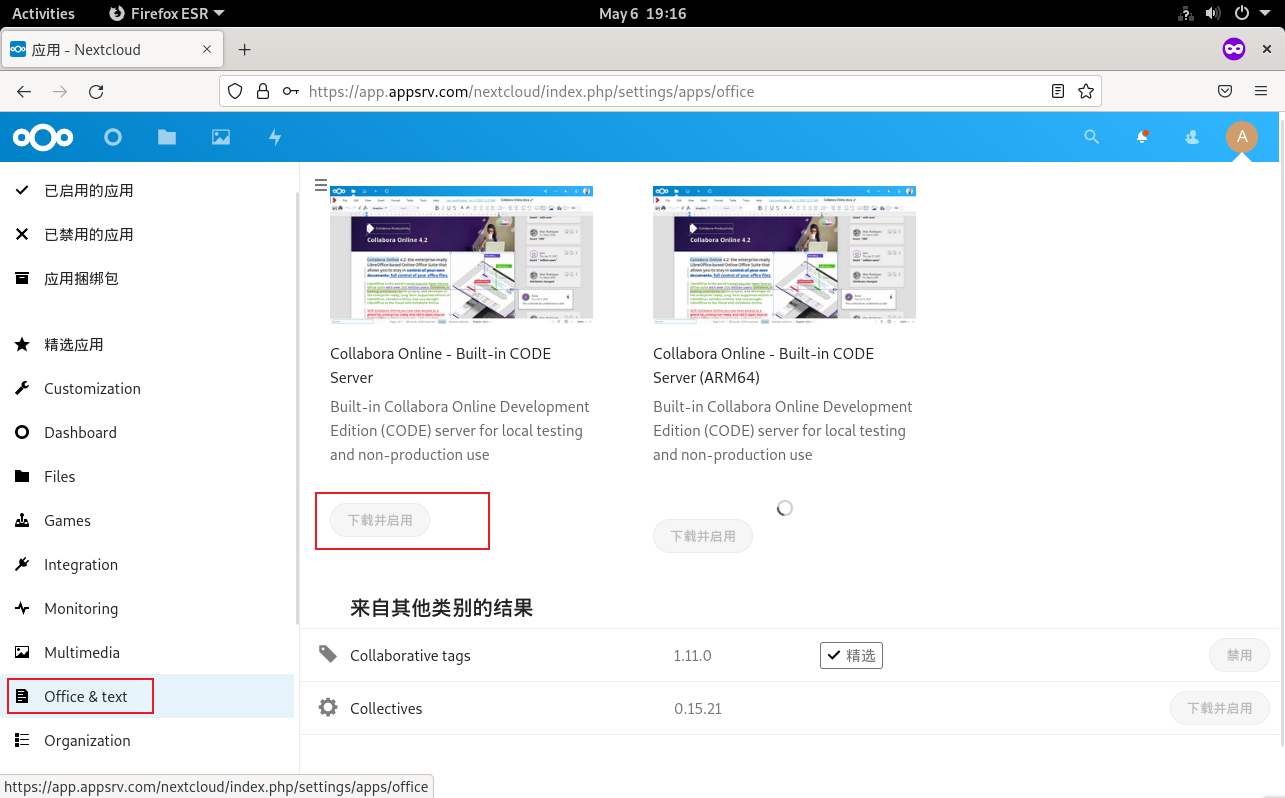 Activities
Firefox ESR
May 6 19:16
应用 - Nextcloud
https://app.appsrv.com/nextcloud/index.php/settings/apps/office
A
已启用的应用
已禁用的应用
应用捆绑包
精选应用
Customization
Dashboard
Files
Games
Integration
Monitoring
Multimedia
Office & text
Organization
Collabora Online 4.2
Collabora Online - Built-in CODE
Server
Built-in Collabora Online Development
Edition (CODE) server for local testing
and non-production use
下载并启用
Collabora Online 4.2
Collabora Online - Built-in CODE
Server (ARM64)
Built-in Collabora Online Development
Edition (CODE) server for local testing
and non-production use
下载并启用
来自其他类别的结果
Collaborative tags
1.11.0
精选
禁用
Collectives
0.15.21
下载并启用
https://app.appsrv.com/nextcloud/index.php/settings/apps/office